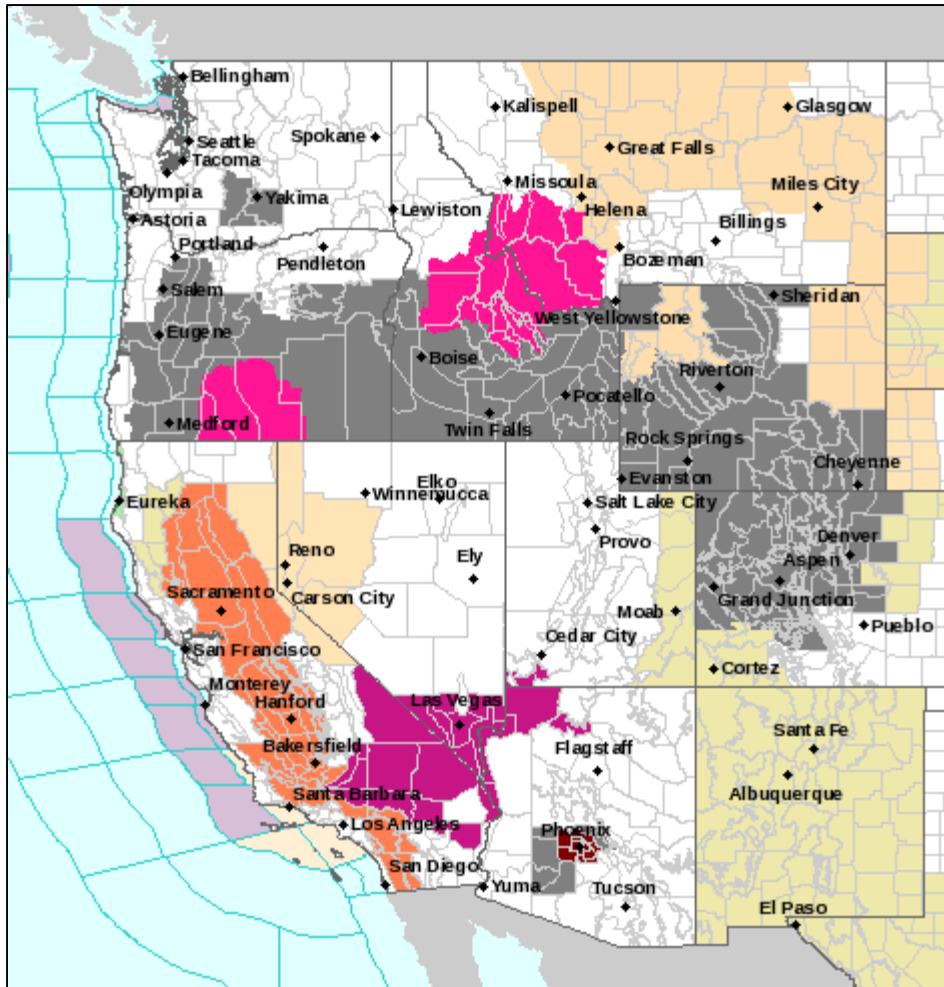 Bellingham
Kalispell
Glasgow
Spokane
Seattle
Great Falls
Tacoma
Missoula
Miles City
Olympia
Yakima
Helena
Lewiston
Astoria
Billings
Portland
Pendleton
Bozeman
Salem
Sheridan
West Yellowstone
Eugene
Boise
Riverton
Pocatello
Medford
Twin Falls
Rock Springs
Cheyenne
Elko
Evanston
Eureka
Winnemucca
Salt Lake City
Denver
Reno
Provo
Ely
Aspen
Sacramento
Carson City
Grand Junction
Moab
Pueblo
San Francisco
Cedar City
Cortez
Monterey
Hanford
Las Vegas
Santa Fe
Bakersfield
Flagstaff
Albuquerque
Santa Barbara
Los Angeles
Phoenix
San Diego
Yuma
Tucson
El Paso